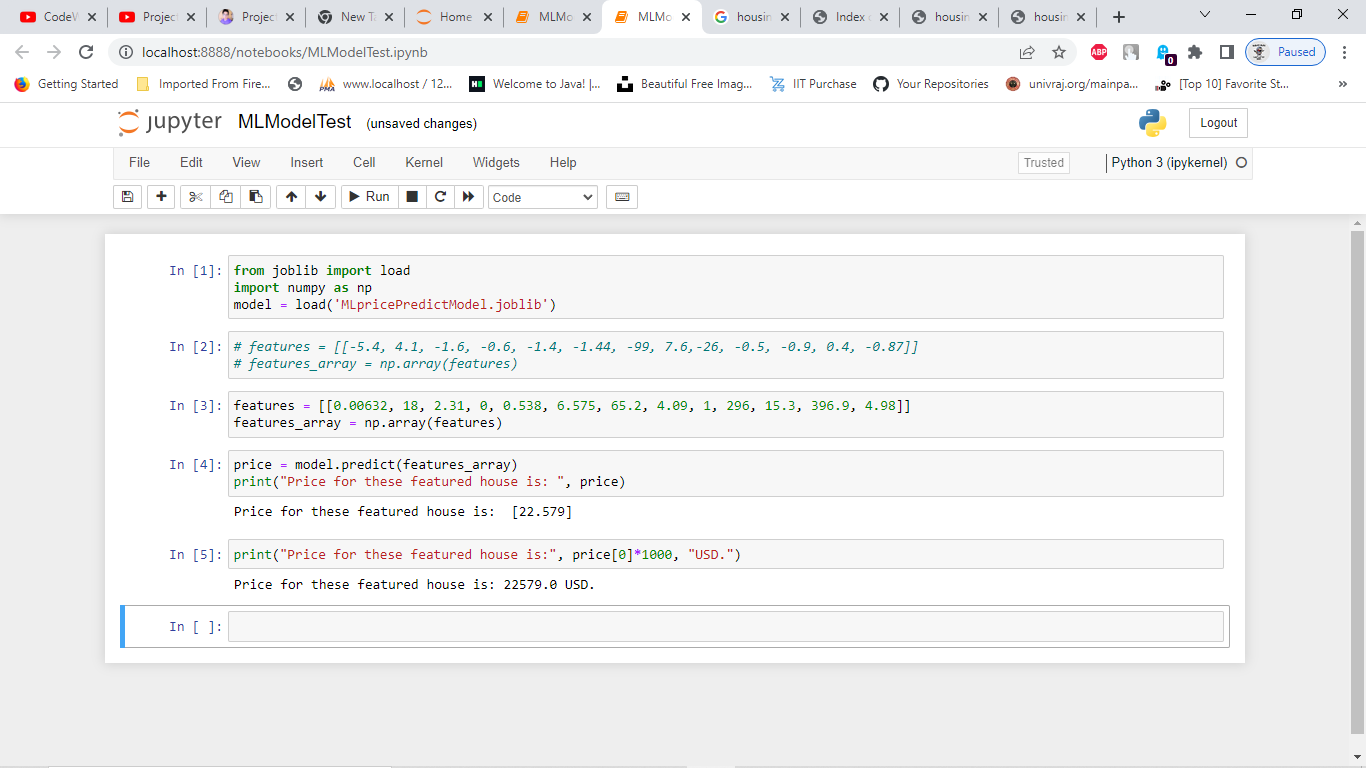 CodeW
Project
Project
New T
Home
MLMo
MLMo
housin
Index
housin
housin
localhost:8888/notebooks/MLModelTest.ipynb
ABP
0
Paused
Getting Started
Imported From Fire...
PMA
www.localhost / 12...
Welcome to Java! |...
Beautiful Free Imag...
IIT Purchase
Your Repositories
univraj.org/mainpa...
[Top 10] Favorite St...
»
jupyter MLModelTest (unsaved changes)
Logout
File Edit View Insert Cell Kernel Widgets Help
Trusted
Python 3 (ipykernel)
Run
Code
In [1]:
from joblib import load
import numpy as np
model = load('MLpricePredictModel.joblib')
In [2]:
# features = [[-5.4, 4.1, -1.6, -0.6, -1.4, -1.44, -99, 7.6,-26, -0.5, -0.9, 0.4, -0.87]]
# features_array = np.array(features)
In [3]:
features = [[0.00632, 18, 2.31, 0, 0.538, 6.575, 65.2, 4.09, 1, 296, 15.3, 396.9, 4.98]]
features_array = np.array(features)
In [4]:
price = model.predict(features_array)
print("Price for these featured house is: ", price)
Price for these featured house is:  [22.579]
In [5]:
print("Price for these featured house is:", price[0]*1000, "USD.")
Price for these featured house is: 22579.0 USD.
In [ ]: